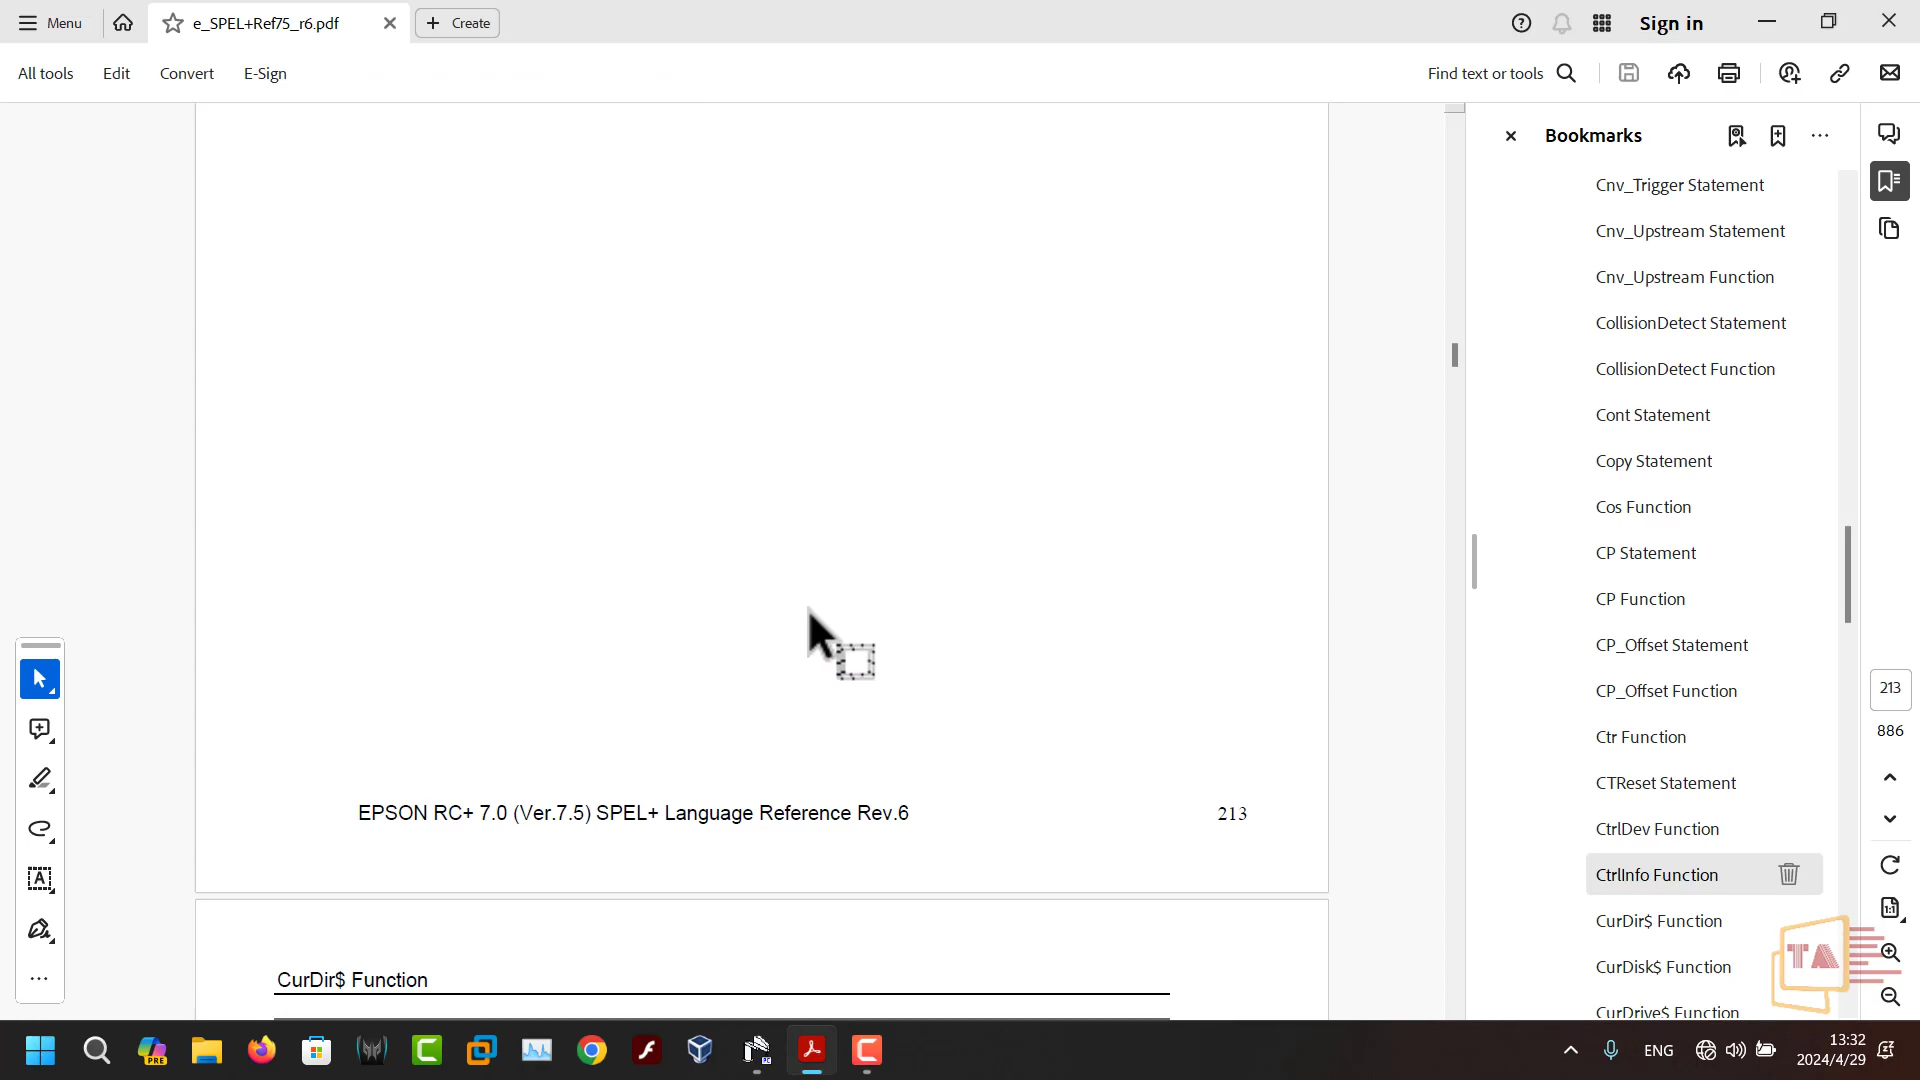 Menu
e_SPEL+Ref75_r6.pdf
Create
Sign in
All tools
Edit
Convert
E-Sign
Find text or tools
Bookmarks
Cnv_Trigger Statement
Cnv_Upstream Statement
Cnv_Upstream Function
CollisionDetect Statement
CollisionDetect Function
Cont Statement
Copy Statement
Cos Function
CP Statement
CP Function
CP_Offset Statement
CP_Offset Function
Ctr Function
CTReset Statement
CtrlDev Function
CtrlInfo Function
CurDir$ Function
CurDisk$ Function
CurDrive$ Function
213
886
EPSON RC+ 7.0 (Ver.7.5) SPEL+ Language Reference Rev.6
213
CurDir$ Function
TA
PRE
PC
ENG
13:32
2024/4/29